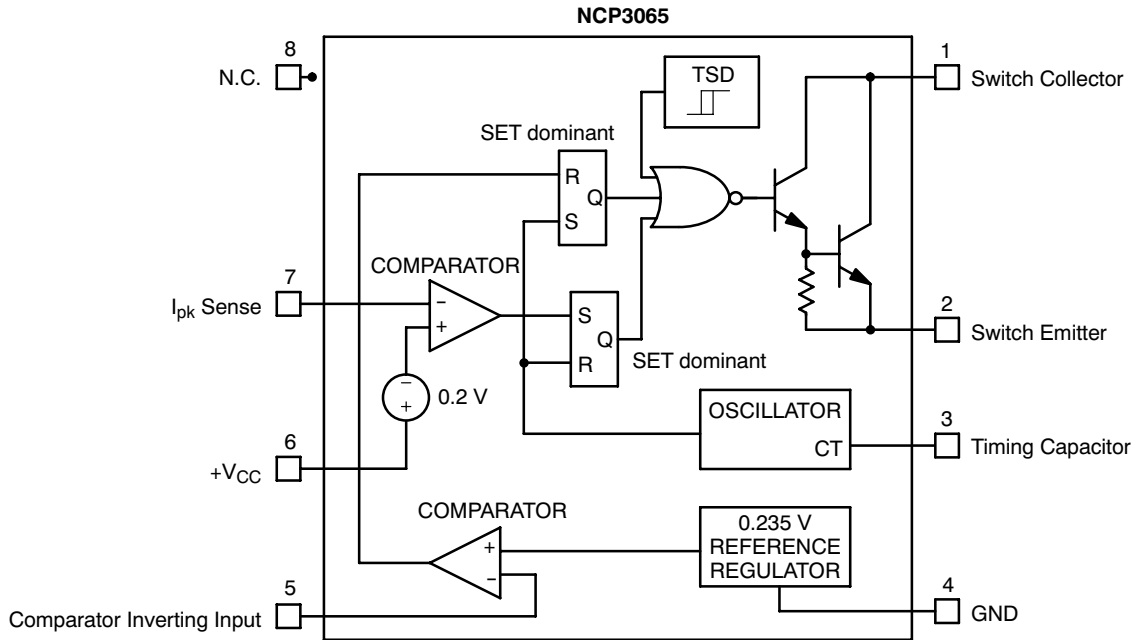 NCP3065
8
N.C.
1
Switch Collector
TSD
SET dominant
R
Q
S
COMPARATOR
7
Ipk Sense
−
+
S
Q
R
SET dominant
2
Switch Emitter
−
+
0.2 V
6
+VCC
OSCILLATOR
CT
3
Timing Capacitor
COMPARATOR
+
−
0.235 V
REFERENCE
REGULATOR
5
Comparator Inverting Input
4
GND